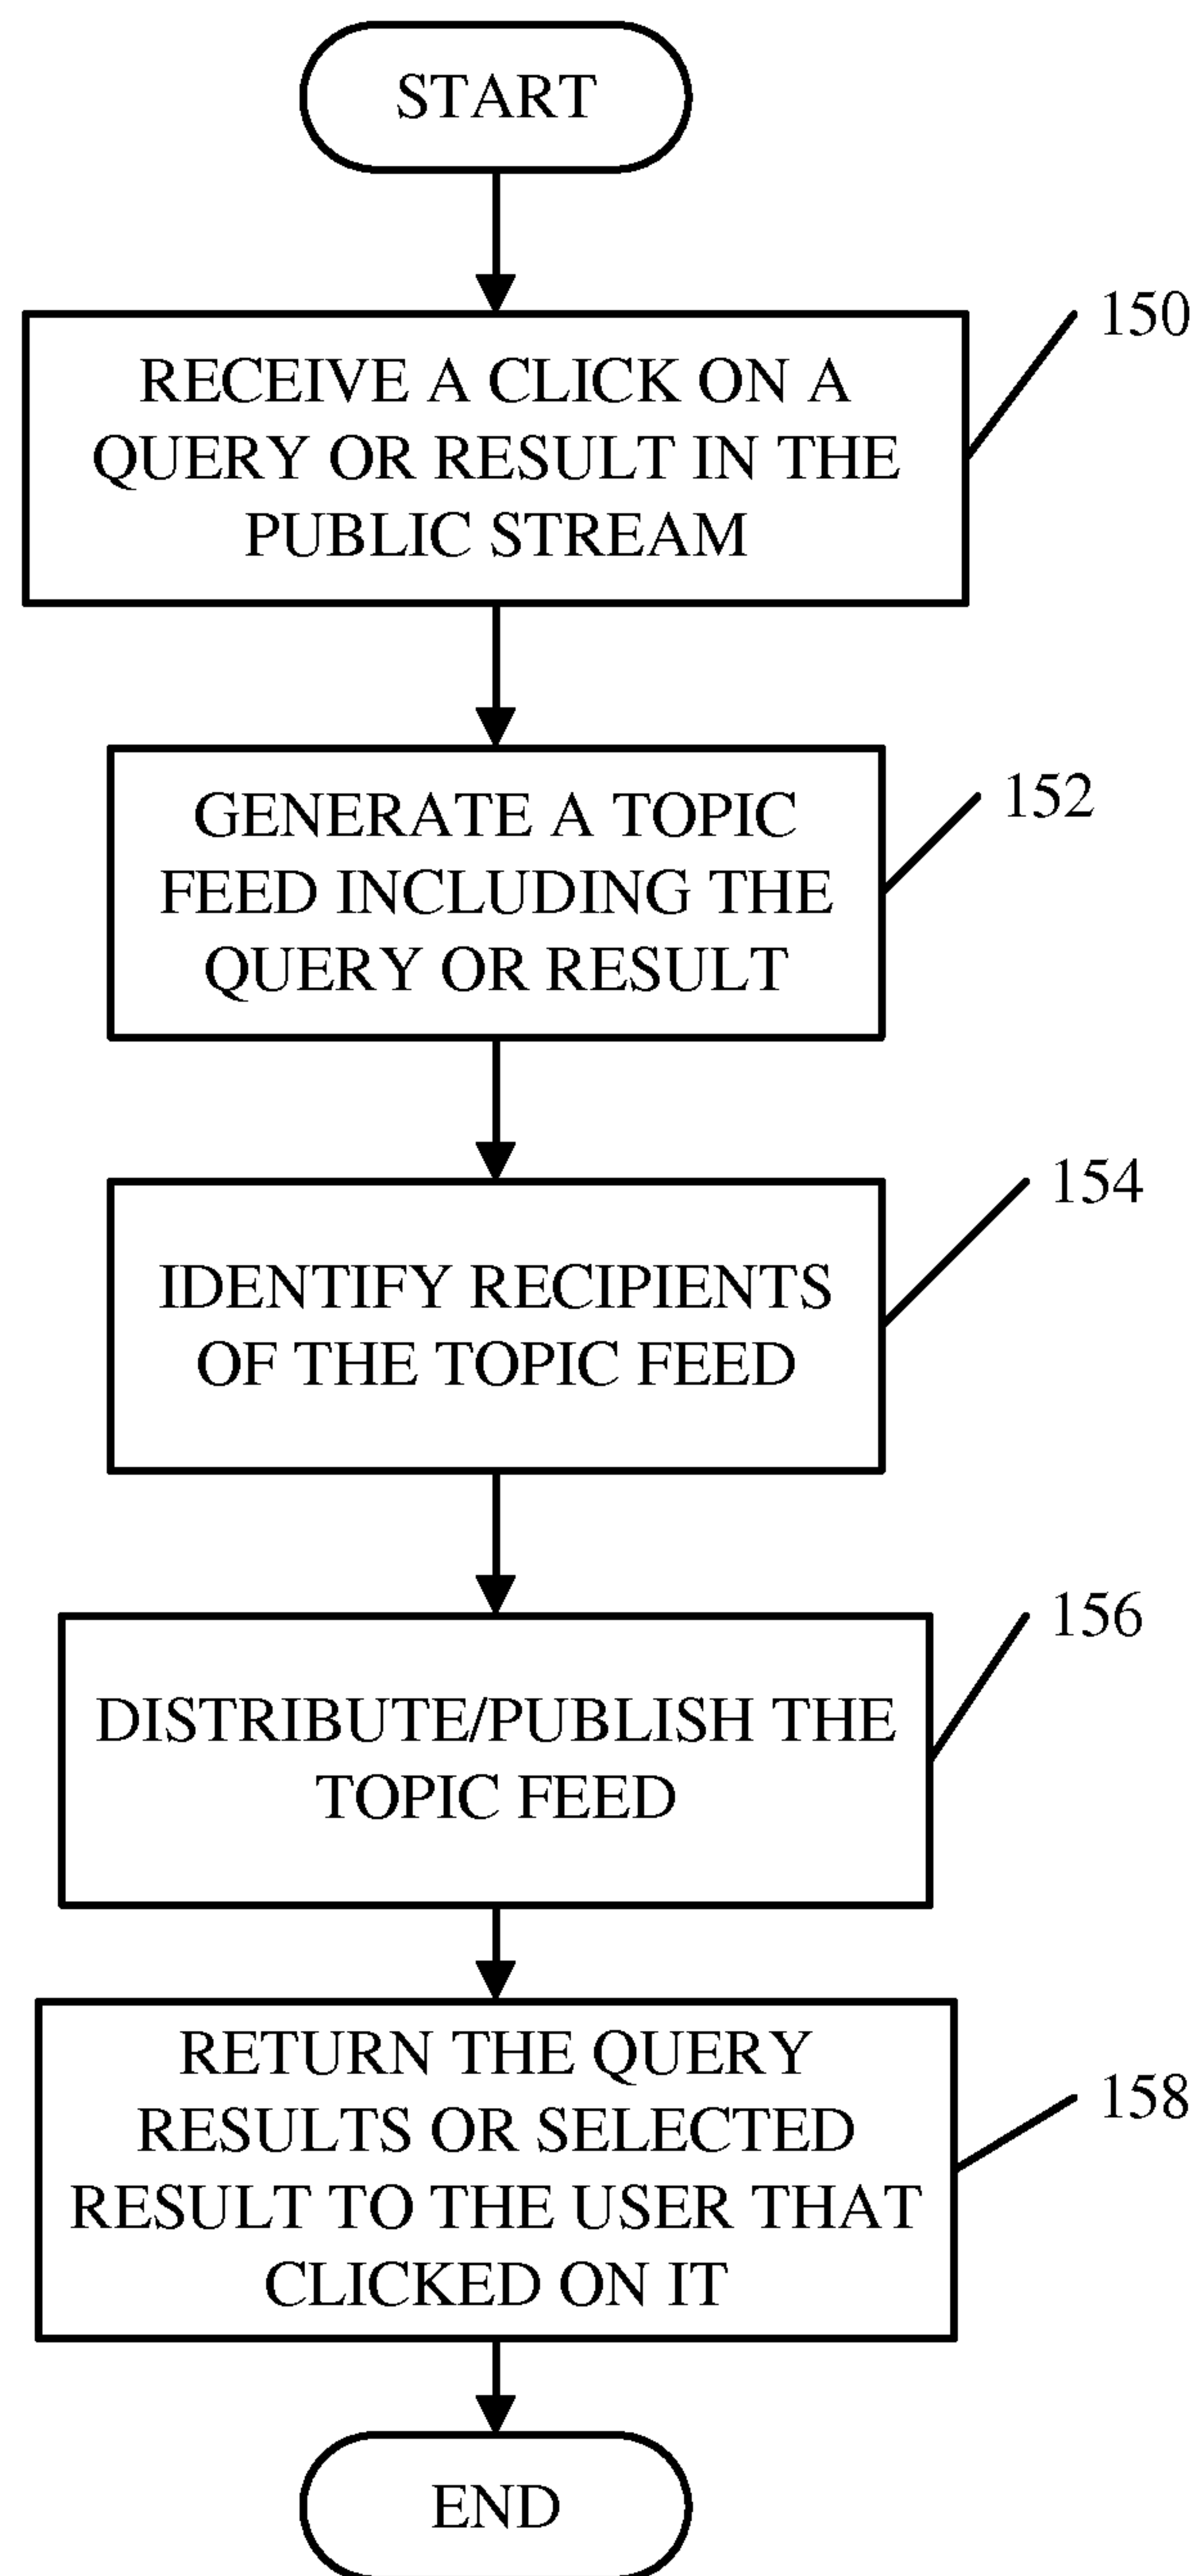 START
150
RECEIVE A CLICK ON A
QUERY OR RESULT IN THE
PUBLIC STREAM
152
GENERATE A TOPIC
FEED INCLUDING THE
QUERY OR RESULT
154
IDENTIFY RECIPIENTS
OF THE TOPIC FEED
156
DISTRIBUTE/PUBLISH THE
TOPIC FEED
158
RETURN THE QUERY
RESULTS OR SELECTED
RESULT TO THE USER THAT
CLICKED ON IT
END